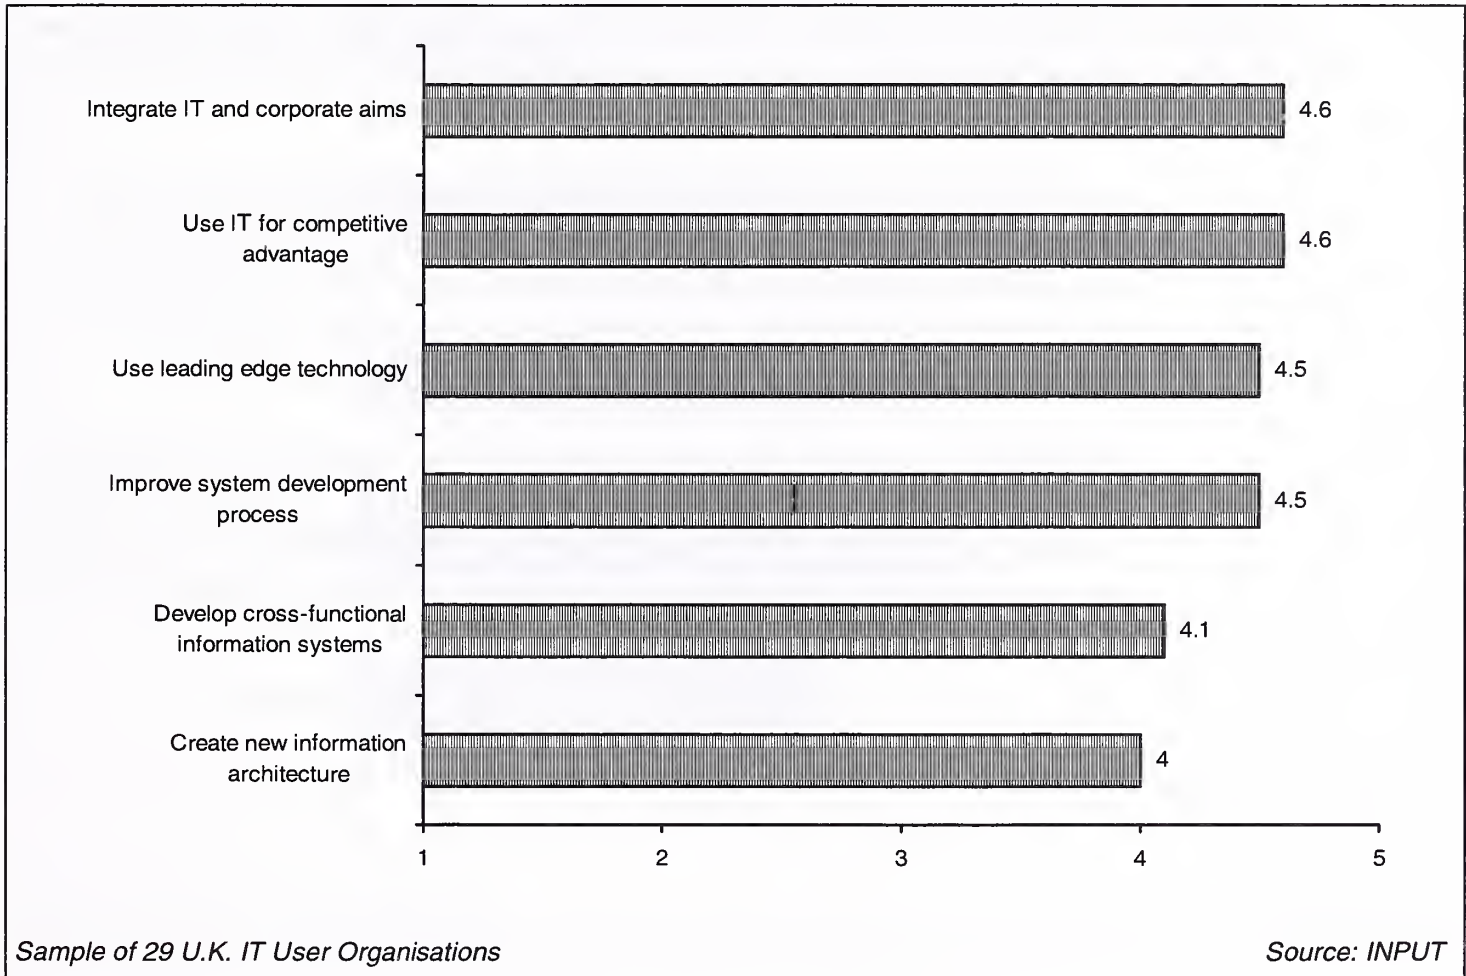 Integrate IT and corporate aims
4.6
Use IT for competitive
advantage
4.6
Use leading edge technology
4.5
Improve system development
process
4.5
Develop cross-functional
information systems
4.1
Create new information
architecture
4
1 2 3 4 5
Sample of 29 U.K. IT User Organisations
Source: INPUT